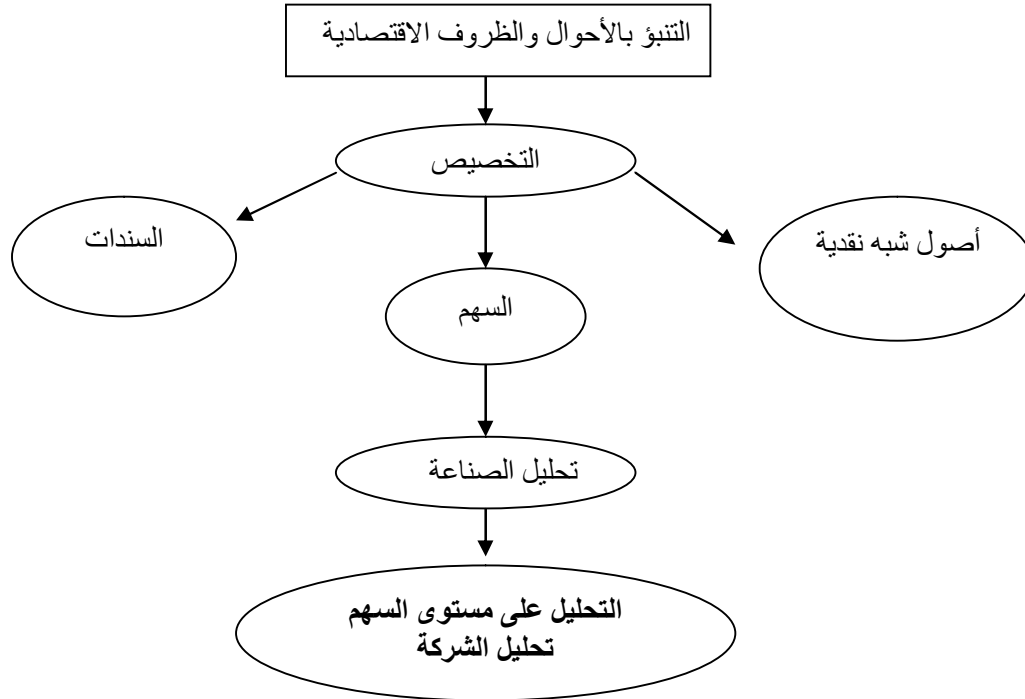 التنبؤ بالأحوال والظروف الاقتصادية
التخصيص
أصول شبه نقدية
السندات
السهم
تحليل الصناعة
التحليل على مستوى السهم
تحليل الشركة